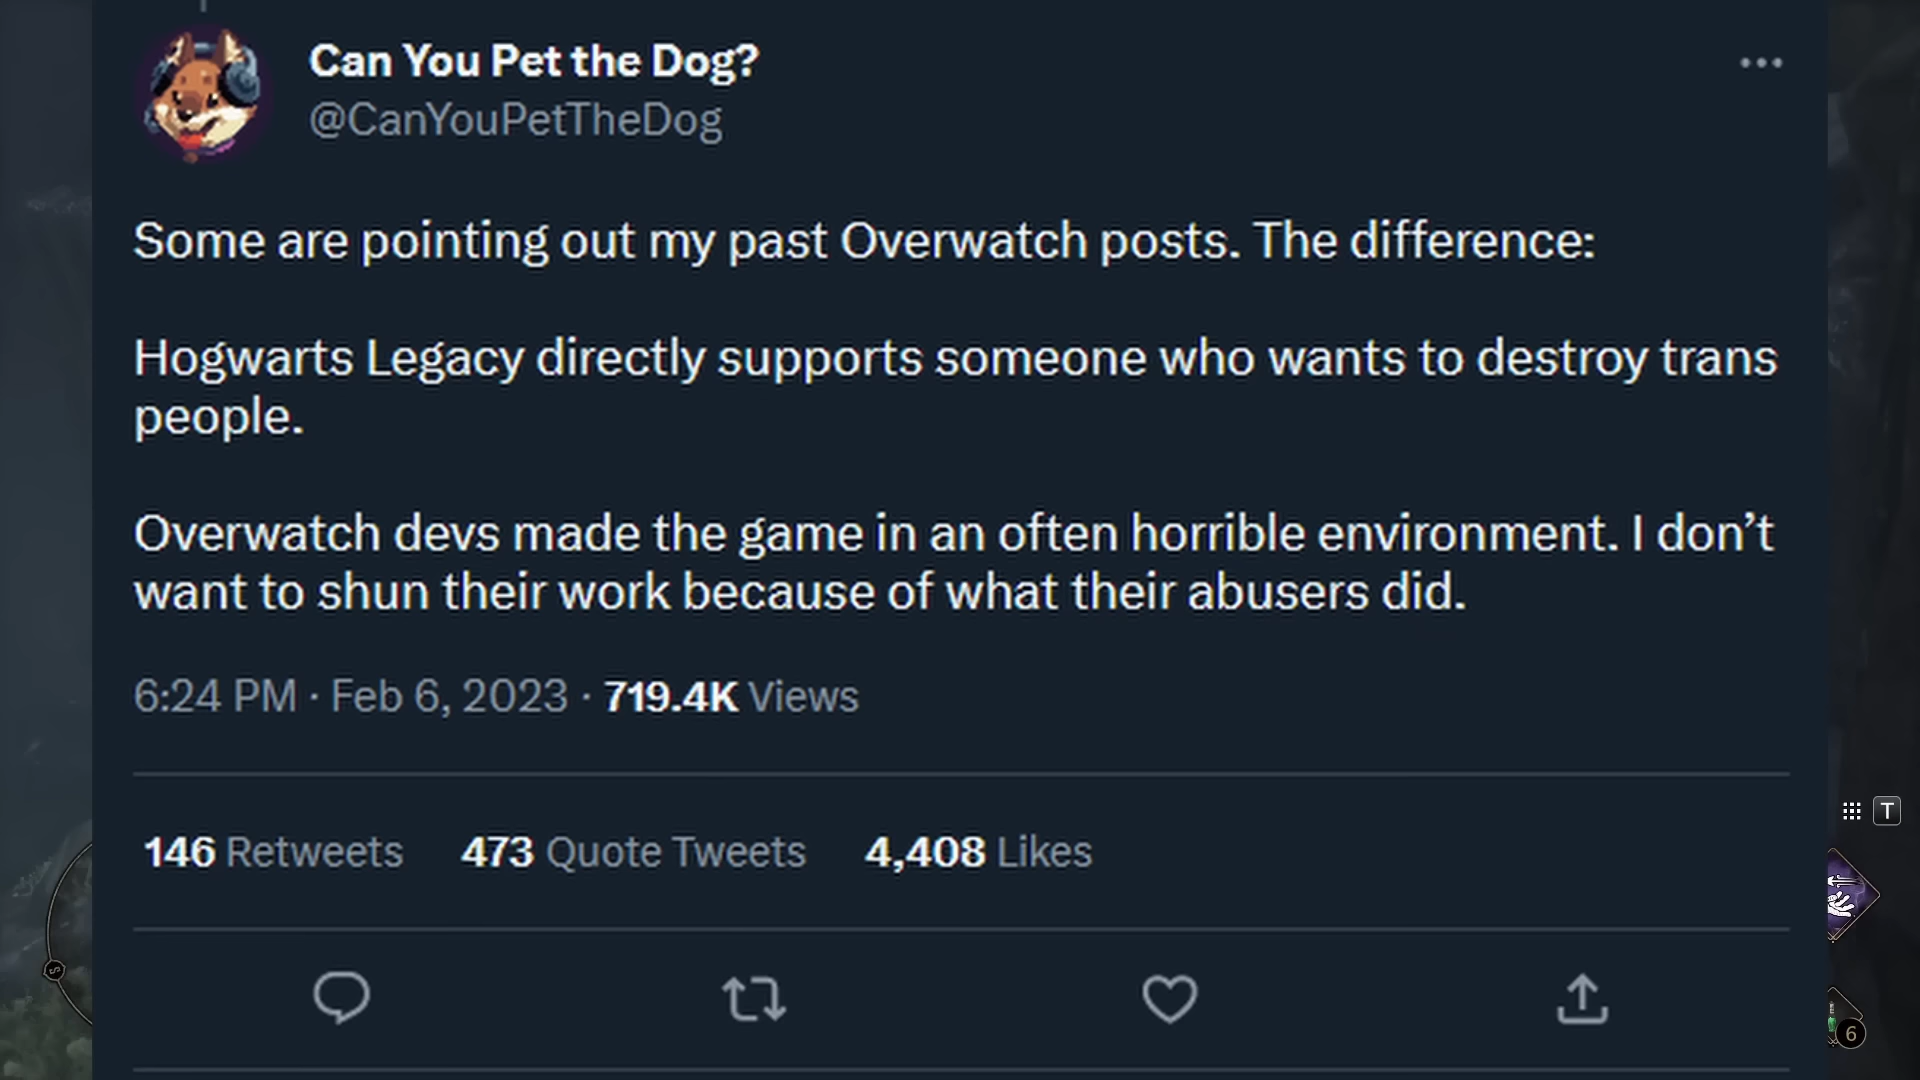 Can You Pet the Dog?
@CanYouPetTheDog
Some are pointing out my past Overwatch posts. The difference:
Hogwarts Legacy directly supports someone who wants to destroy trans
people.
Overwatch devs made the game in an often horrible environment. I don’t
want to shun their work because of what their abusers did.
6:24 PM · Feb 6, 2023 · 719.4K Views
146 Retweets 473 Quote Tweets 4,408 Likes
T
6
S